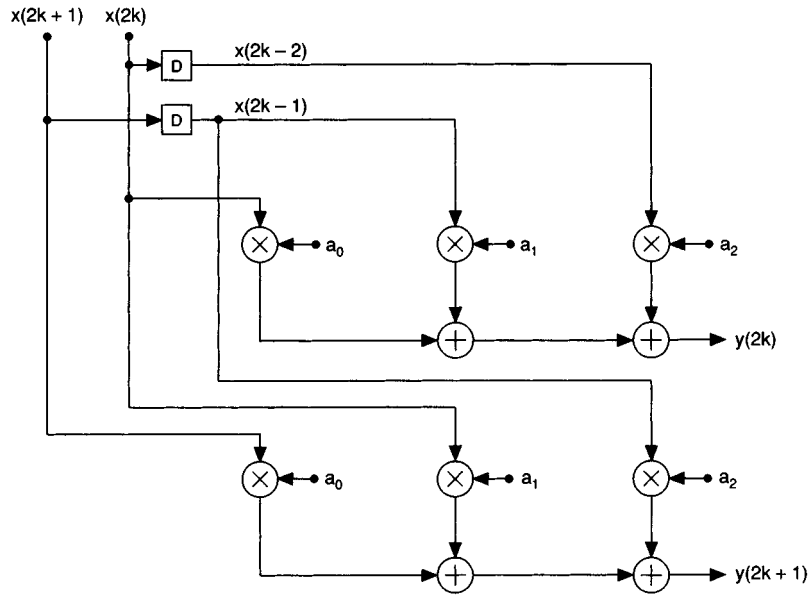 x(2k + 1) x(2k)
D x(2k – 2)
D x(2k – 1)
a₀ a₁ a₂
y(2k)
a₀ a₁ a₂
y(2k + 1)